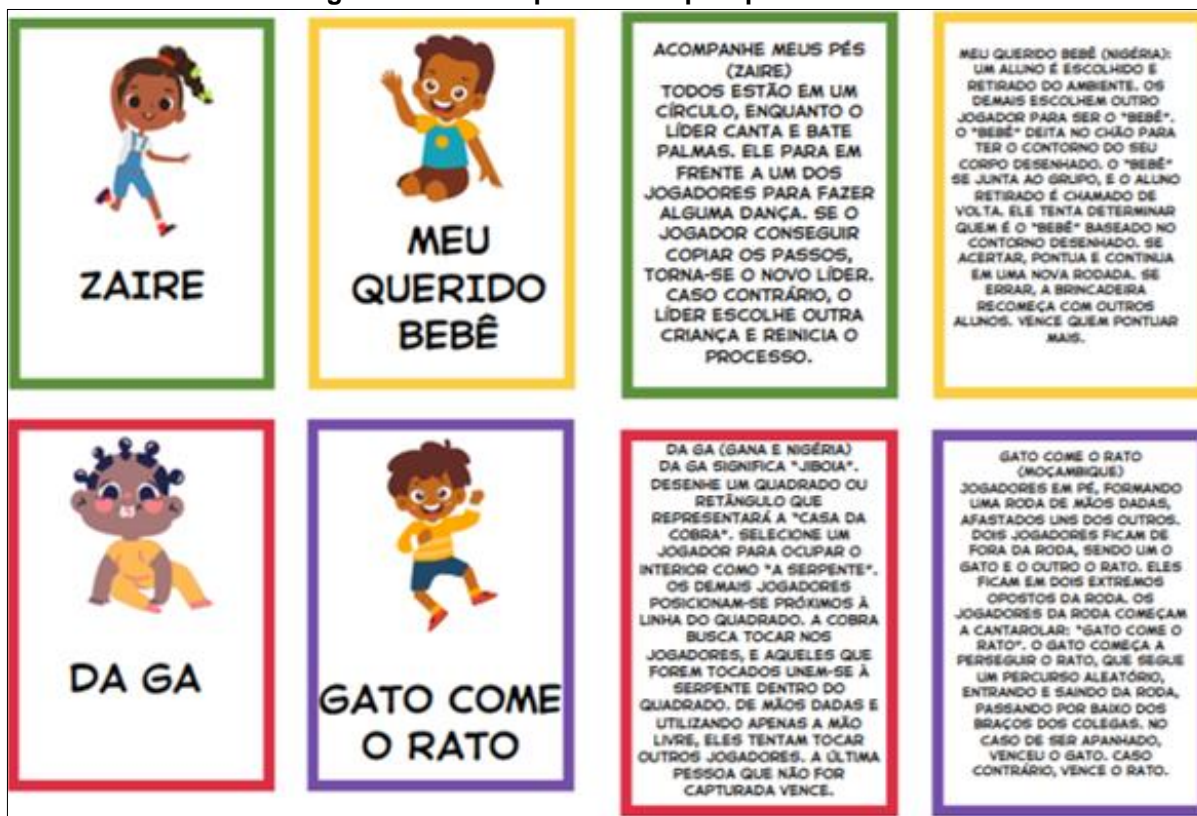 ZAIRE
MEU
QUERIDO
BEBÊ
ACOMPANHE MEUS PÉS
(ZAIRE)
TODOS ESTÃO EM UM
CÍRCULO, ENQUANTO O
LÍDER CANTA E BATE
PALMAS. ELE PARA EM
FRENTE A UM DOS
JOGADORES PARA FAZER
ALGUMA DANÇA. SE O
JOGADOR CONSEGUIR
COPIAR OS PASSOS,
TORNA-SE O NOVO LÍDER.
CASO CONTRÁRIO, O
LÍDER ESCOLHE OUTRA
CRIANÇA E REINICIA O
PROCESSO.
MEU QUERIDO BEBÊ (NIGÉRIA):
UM ALUNO É ESCOLHIDO E
RETIRADO DO AMBIENTE. OS
DEMAIS ESCOLHEM OUTRO
JOGADOR PARA SER O "BEBÊ".
O "BEBÊ" DEITA NO CHÃO PARA
TER O CONTORNO DO SEU
CORPO DESENHADO. O "BEBÊ"
SE JUNTA AO GRUPO, E O ALUNO
RETIRADO É CHAMADO DE
VOLTA. ELE TENTA DETERMINAR
QUEM É O "BEBÊ" BASEADO NO
CONTORNO DESENHADO. SE
ACERTAR, PONTUA E CONTINUA
EM UMA NOVA RODADA. SE
ERRAR, A BRINCADEIRA
RECOMEÇA COM OUTROS
ALUNOS. VENCE QUEM PONTUAR
MAIS.
DA GA
GATO COME
O RATO
DA GA (GANA E NIGÉRIA)
DA GA SIGNIFICA "JIBOIA".
DESENHE UM QUADRADO OU
RETÂNGULO QUE
REPRESENTARÁ A "CASA DA
COBRA". SELECIONE UM
JOGADOR PARA OCUPAR O
INTERIOR COMO "A SERPENTE".
OS DEMAIS JOGADORES
POSICIONAM-SE PRÓXIMOS À
LINHA DO QUADRADO. A COBRA
BUSCA TOCAR NOS
JOGADORES, E AQUELES QUE
FOREM TOCADOS UNEM-SE À
SERPENTE DENTRO DO
QUADRADO. DE MÃOS DADAS E
UTILIZANDO APENAS A MÃO
LIVRE, ELES TENTAM TOCAR
OUTROS JOGADORES. A ÚLTIMA
PESSOA QUE NÃO FOR
CAPTURADA VENCE.
GATO COME O RATO
(MOÇAMBIQUE)
JOGADORES EM PÉ, FORMANDO
UMA RODA DE MÃOS DADAS,
AFASTADOS UNS DOS OUTROS.
DOIS JOGADORES FICAM DE
FORA DA RODA, SENDO UM O
GATO E O OUTRO O RATO. ELES
FICAM EM DOIS EXTREMOS
OPOSTOS DA RODA. OS
JOGADORES DA RODA COMEÇAM
A CANTAROLAR: "GATO COME O
RATO". O GATO COMEÇA A
PERSEGUIR O RATO, QUE SEGUE
UM PERCURSO ALEATÓRIO,
ENTRANDO E SAINDO DA RODA,
PASSANDO POR BAIXO DOS
BRAÇOS DOS COLEGAS. NO
CASO DE SER APANHADO,
VENCEU O GATO. CASO
CONTRÁRIO, VENCE O RATO.